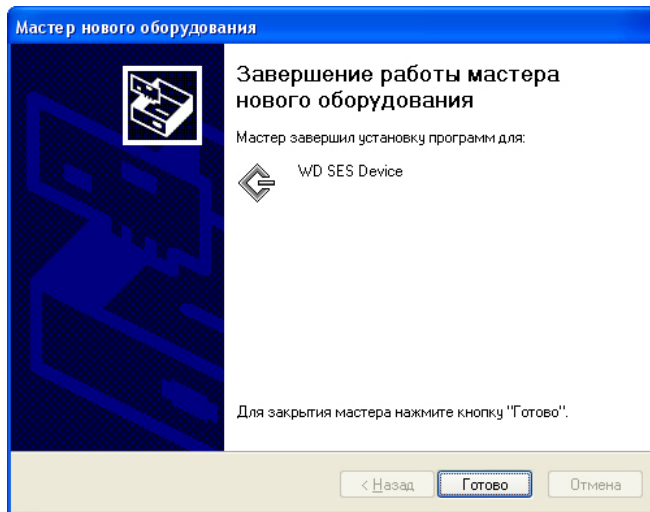 Мастер нового оборудования
Завершение работы мастера
нового оборудования
Мастер завершил установку программ для:
WD SES Device
Для закрытия мастера нажмите кнопку "Готово".
< Назад
Готово
Отмена